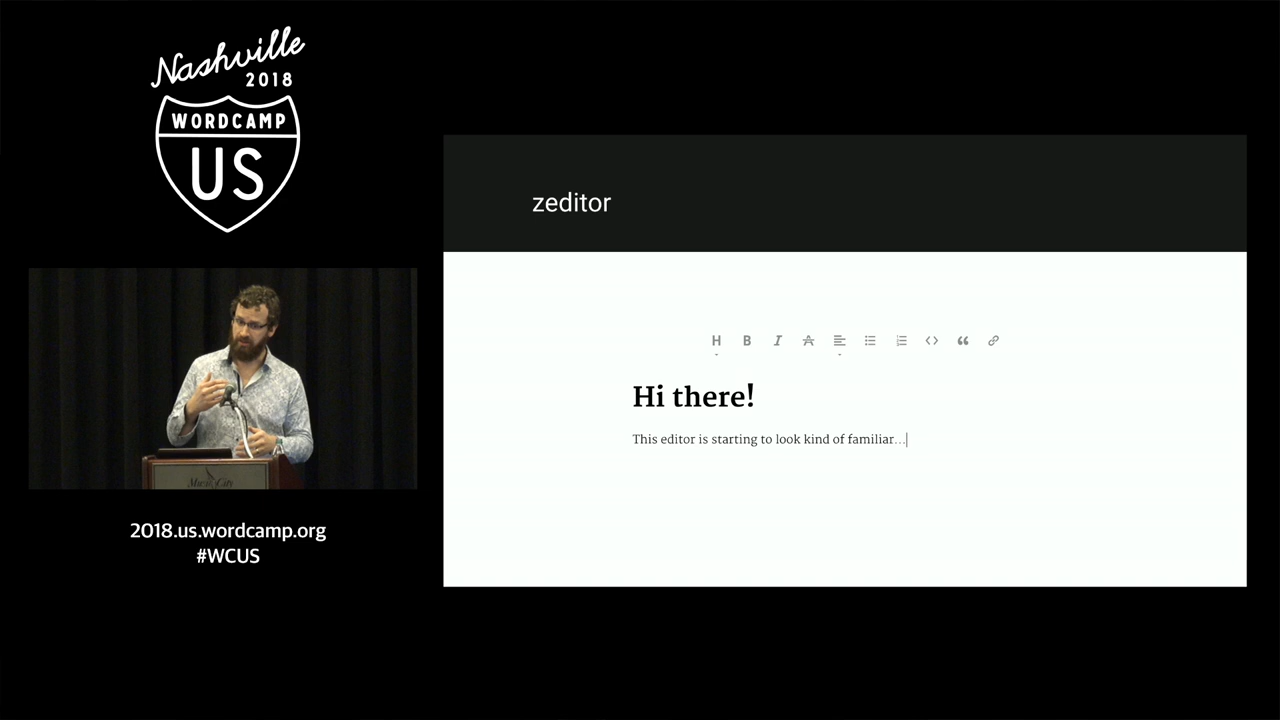 Nashville
2018
WORDCAMP
US
2018.us.wordcamp.org
#WCUS
zeditor
H B I A
Hi there!
This editor is starting to look kind of familiar...